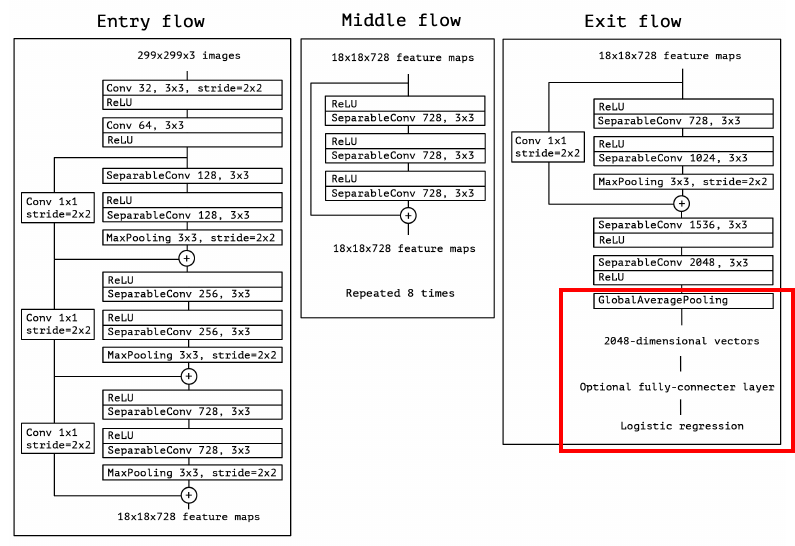 Entry flow
299x299x3 images
Conv 32, 3x3, stride=2x2
ReLU
Conv 64, 3x3
ReLU
SeparableConv 128, 3x3
Conv 1x1
stride=2x2
ReLU
SeparableConv 128, 3x3
MaxPooling 3x3, stride=2x2
+
ReLU
SeparableConv 256, 3x3
Conv 1x1
stride=2x2
ReLU
SeparableConv 256, 3x3
MaxPooling 3x3, stride=2x2
+
ReLU
SeparableConv 728, 3x3
Conv 1x1
stride=2x2
ReLU
SeparableConv 728, 3x3
MaxPooling 3x3, stride=2x2
+
18x18x728 feature maps
Middle flow
18x18x728 feature maps
ReLU
SeparableConv 728, 3x3
ReLU
SeparableConv 728, 3x3
ReLU
SeparableConv 728, 3x3
+
18x18x728 feature maps
Repeated 8 times
Exit flow
18x18x728 feature maps
ReLU
SeparableConv 728, 3x3
Conv 1x1
stride=2x2
ReLU
SeparableConv 1024, 3x3
MaxPooling 3x3, stride=2x2
+
SeparableConv 1536, 3x3
ReLU
SeparableConv 2048, 3x3
ReLU
GlobalAveragePooling
2048-dimensional vectors
Optional fully-connecter layer
Logistic regression